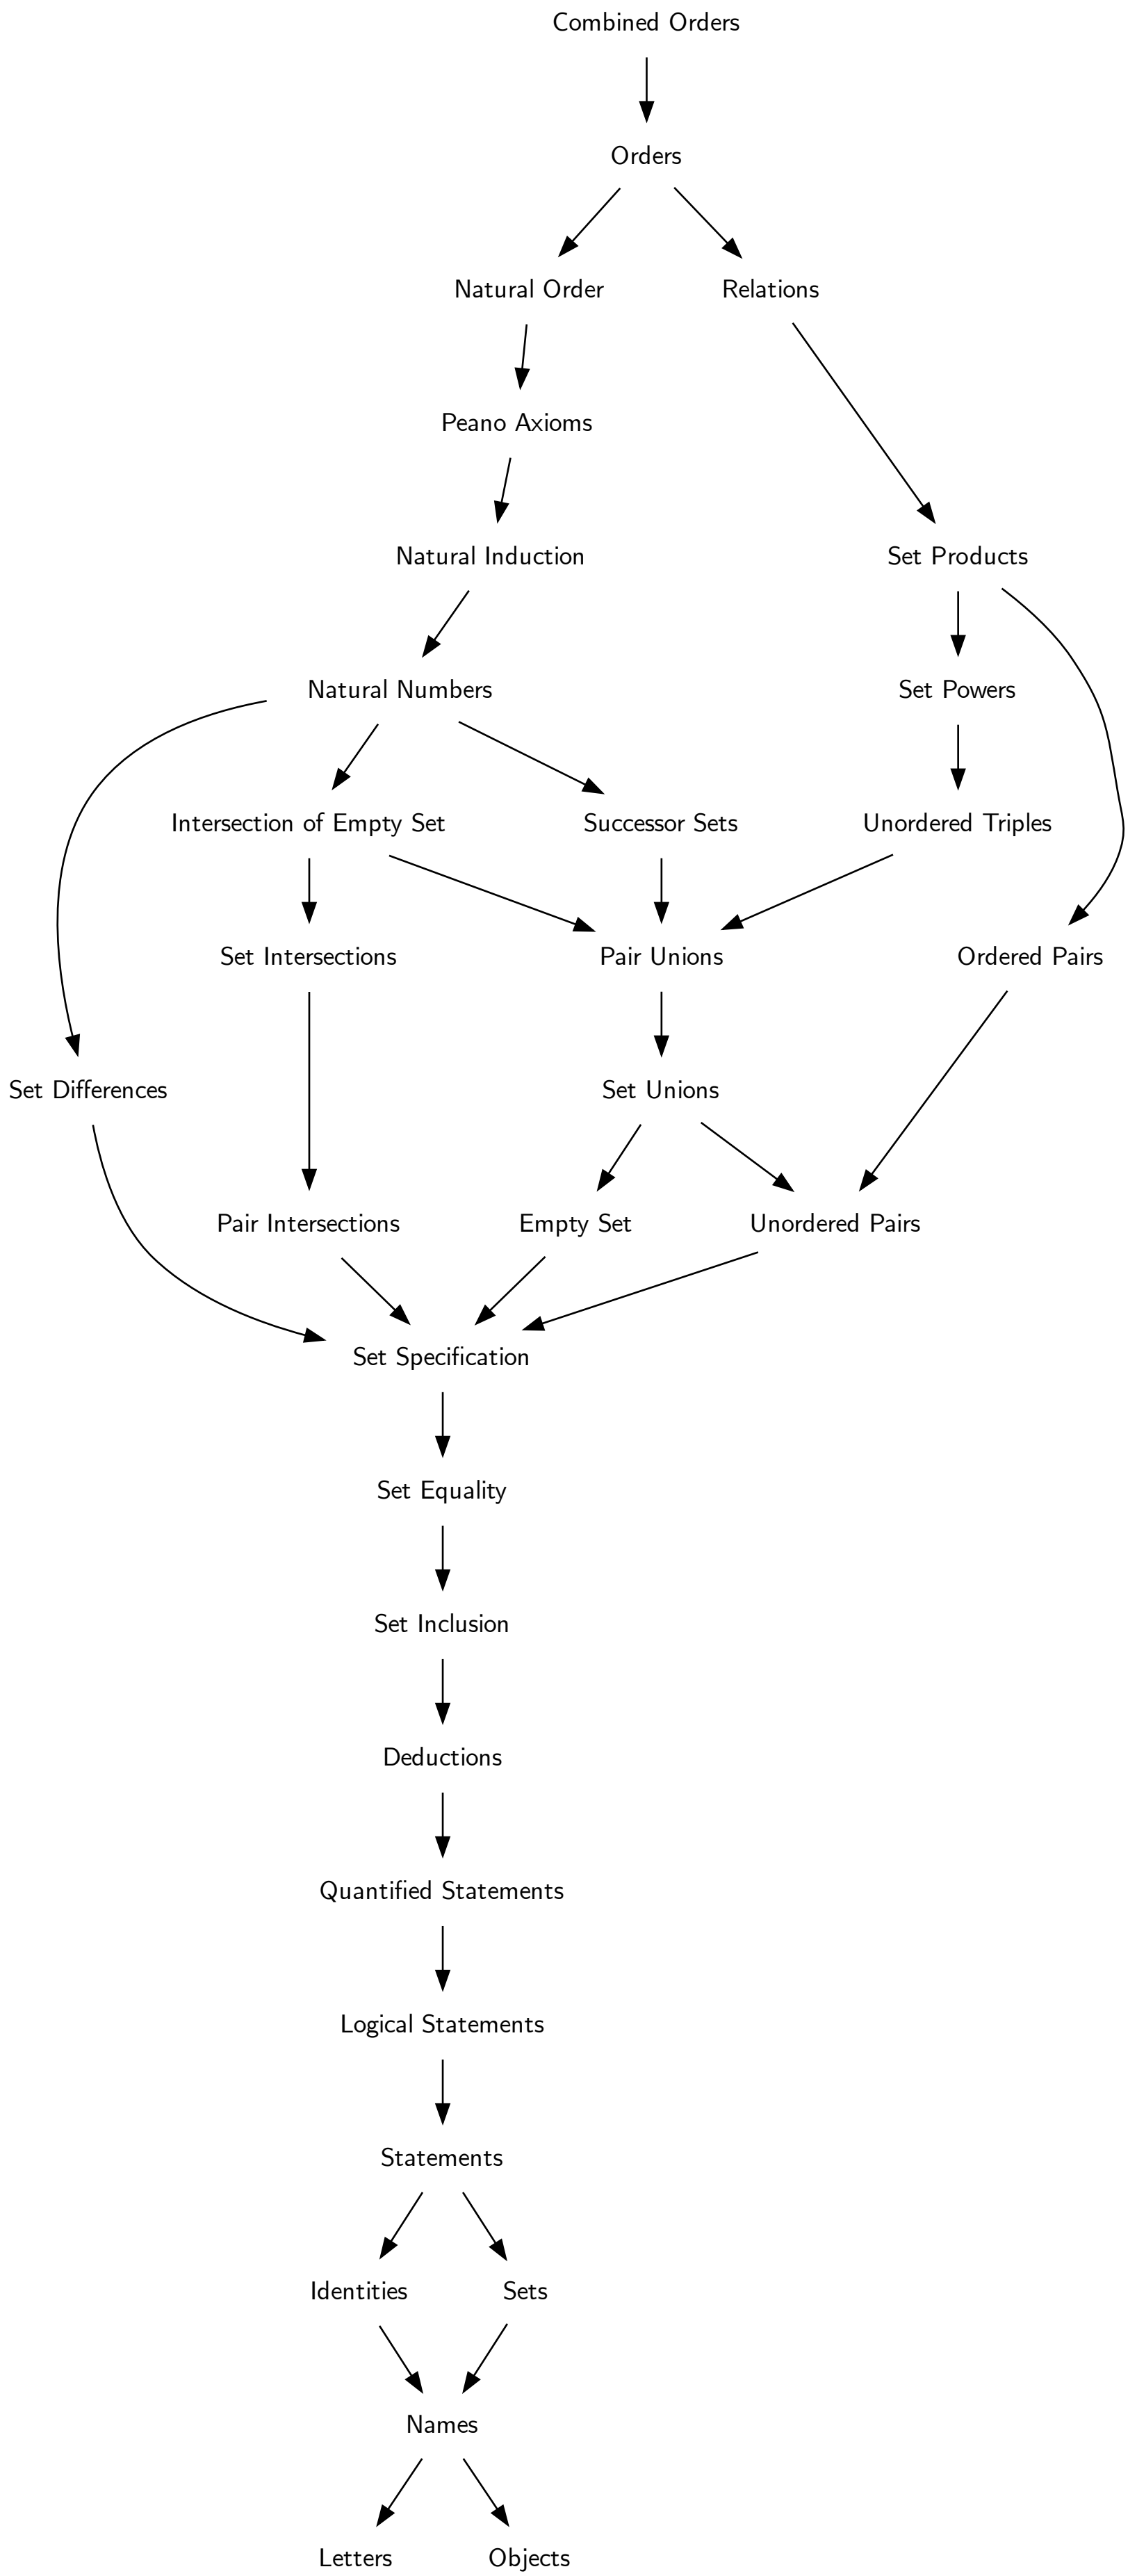 Combined Orders
Orders
Natural Order
Relations
Peano Axioms
Natural Induction
Set Products
Natural Numbers
Set Powers
Intersection of Empty Set
Successor Sets
Unordered Triples
Set Intersections
Pair Unions
Ordered Pairs
Set Differences
Set Unions
Pair Intersections
Empty Set
Unordered Pairs
Set Specification
Set Equality
Set Inclusion
Deductions
Quantified Statements
Logical Statements
Statements
Identities
Sets
Names
Letters
Objects